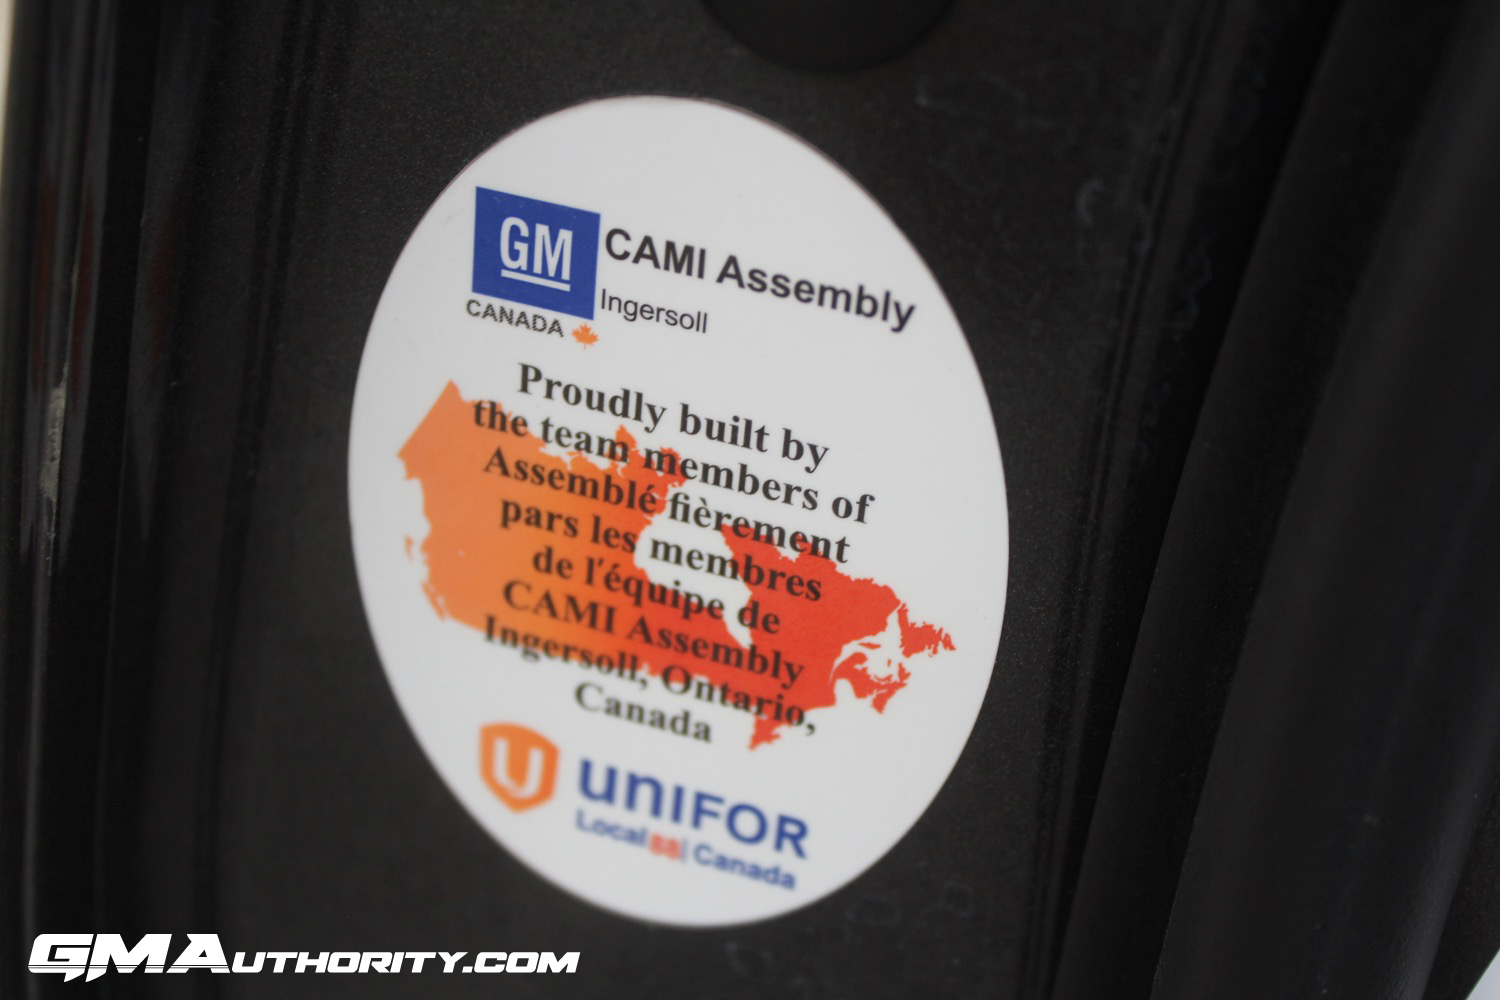 GM
CANADA
CAMI Assembly
Ingersoll
Proudly built by
the team members of
Assemblé fièrement
pars les membres
de l'équipe de
CAMI Assembly
Ingersoll, Ontario,
Canada
U
UNIFOR
Local 88 | Canada
GMAUTHORITY.COM